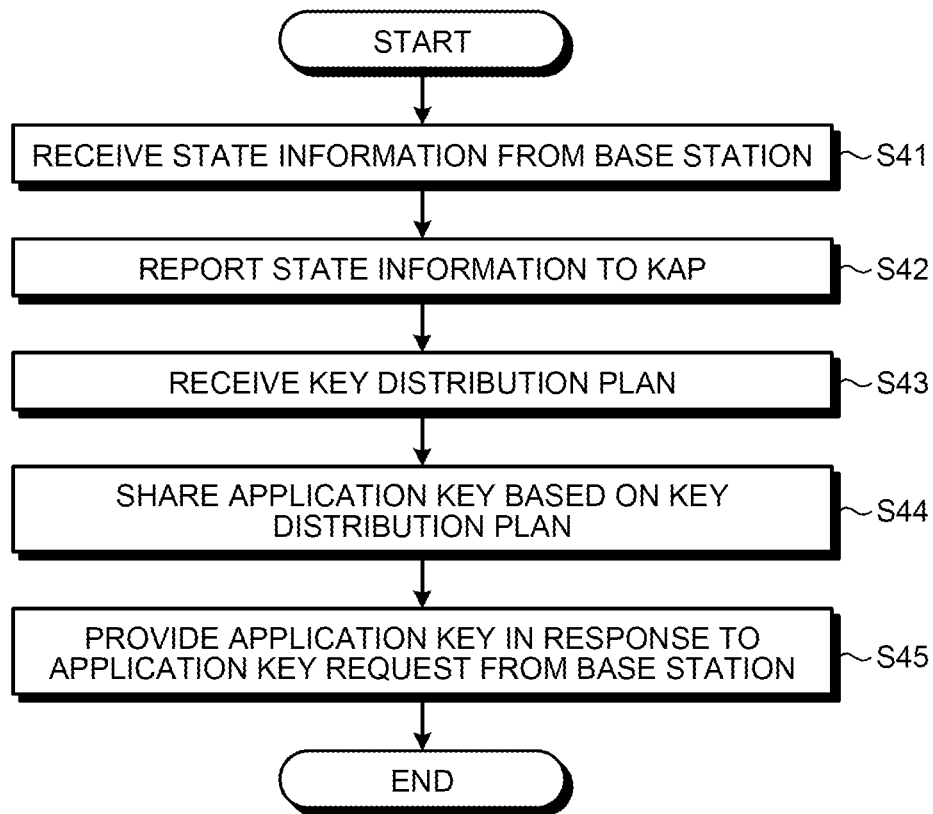 START
RECEIVE STATE INFORMATION FROM BASE STATION
S41
REPORT STATE INFORMATION TO KAP
S42
RECEIVE KEY DISTRIBUTION PLAN
S43
SHARE APPLICATION KEY BASED ON KEY
DISTRIBUTION PLAN
S44
PROVIDE APPLICATION KEY IN RESPONSE TO
APPLICATION KEY REQUEST FROM BASE STATION
S45
END